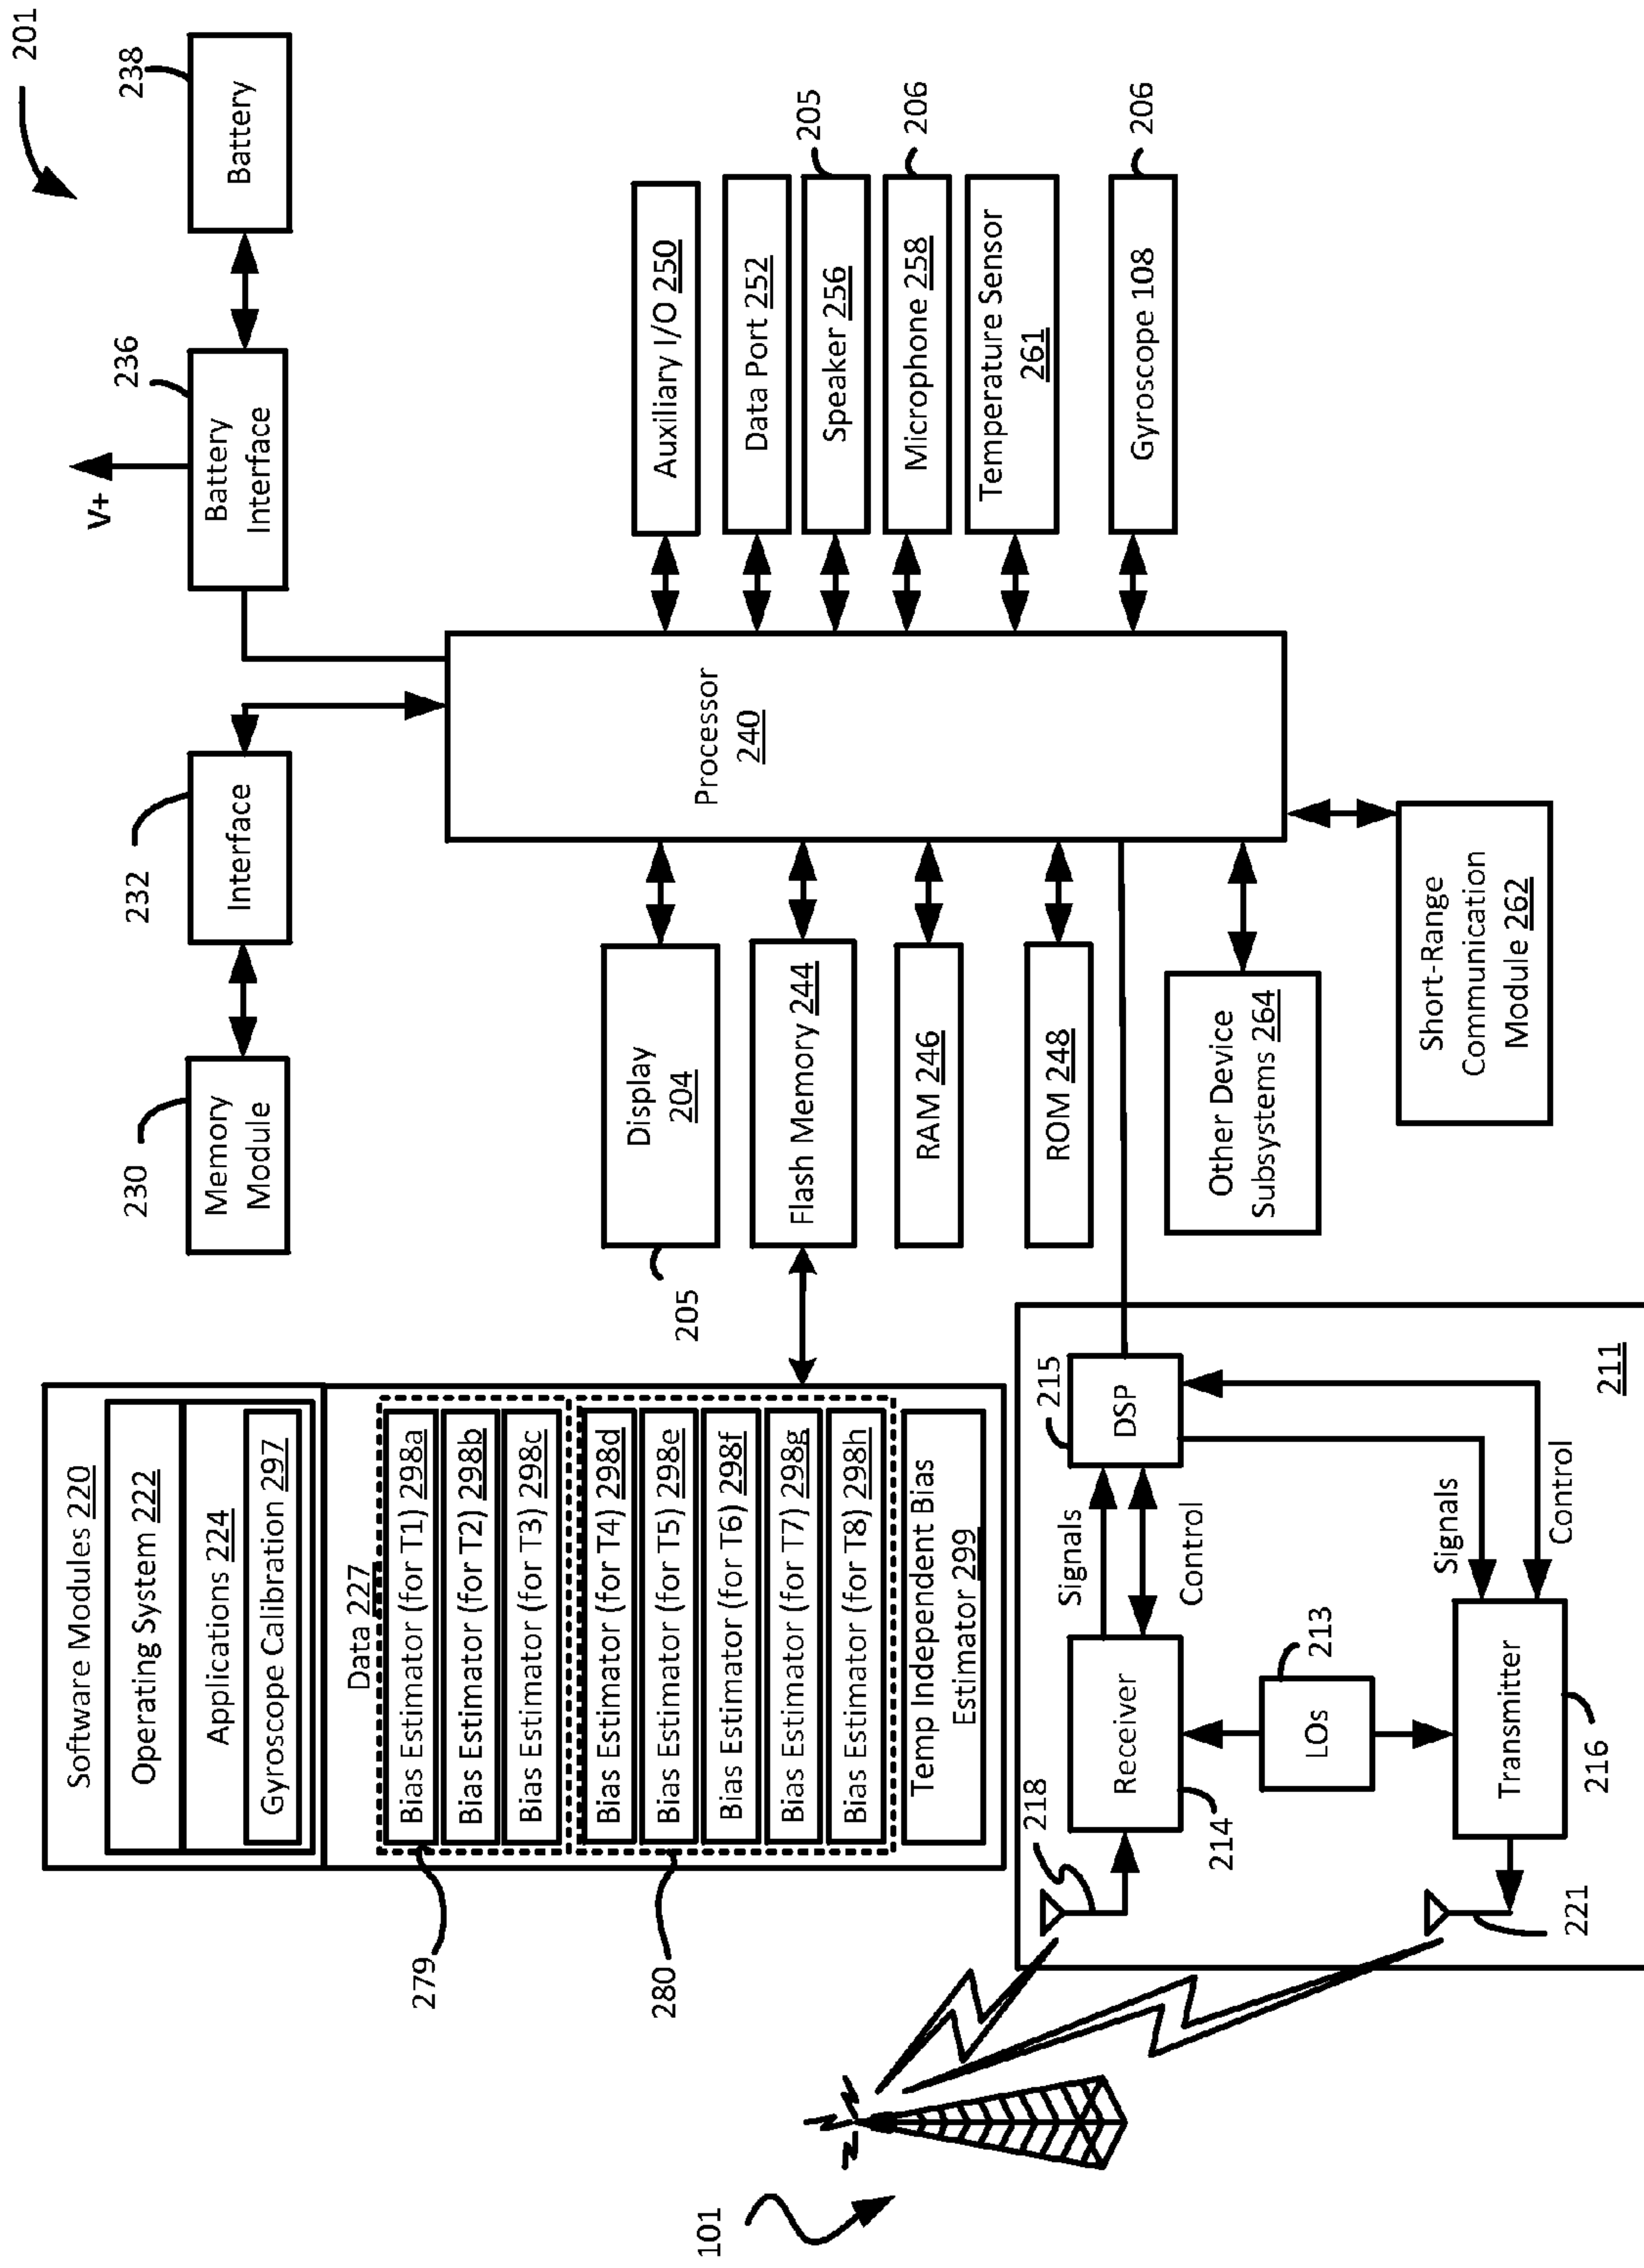 201
101
Software Modules 220
Operating System 222
Applications 224
Gyroscope Calibration 297
Data 227
Bias Estimator (for T1) 298a
Bias Estimator (for T2) 298b
Bias Estimator (for T3) 298c
Bias Estimator (for T4) 298d
Bias Estimator (for T5) 298e
Bias Estimator (for T6) 298f
Bias Estimator (for T7) 298g
Bias Estimator (for T8) 298h
Temp Independent Bias
Estimator 299
279
280
230
Memory
Module
232
Interface
V+
236
Battery
Interface
238
Battery
Display
204
205
Flash Memory 244
RAM 246
ROM 248
Other Device
Subsystems 264
Short-Range
Communication
Module 262
Processor
240
Auxiliary I/O 250
Data Port 252
Speaker 256
205
Microphone 258
206
Temperature Sensor
261
Gyroscope 108
206
218
Receiver
214
Signals
Control
215
DSP
LOs
213
Signals
Control
Transmitter
216
221
211